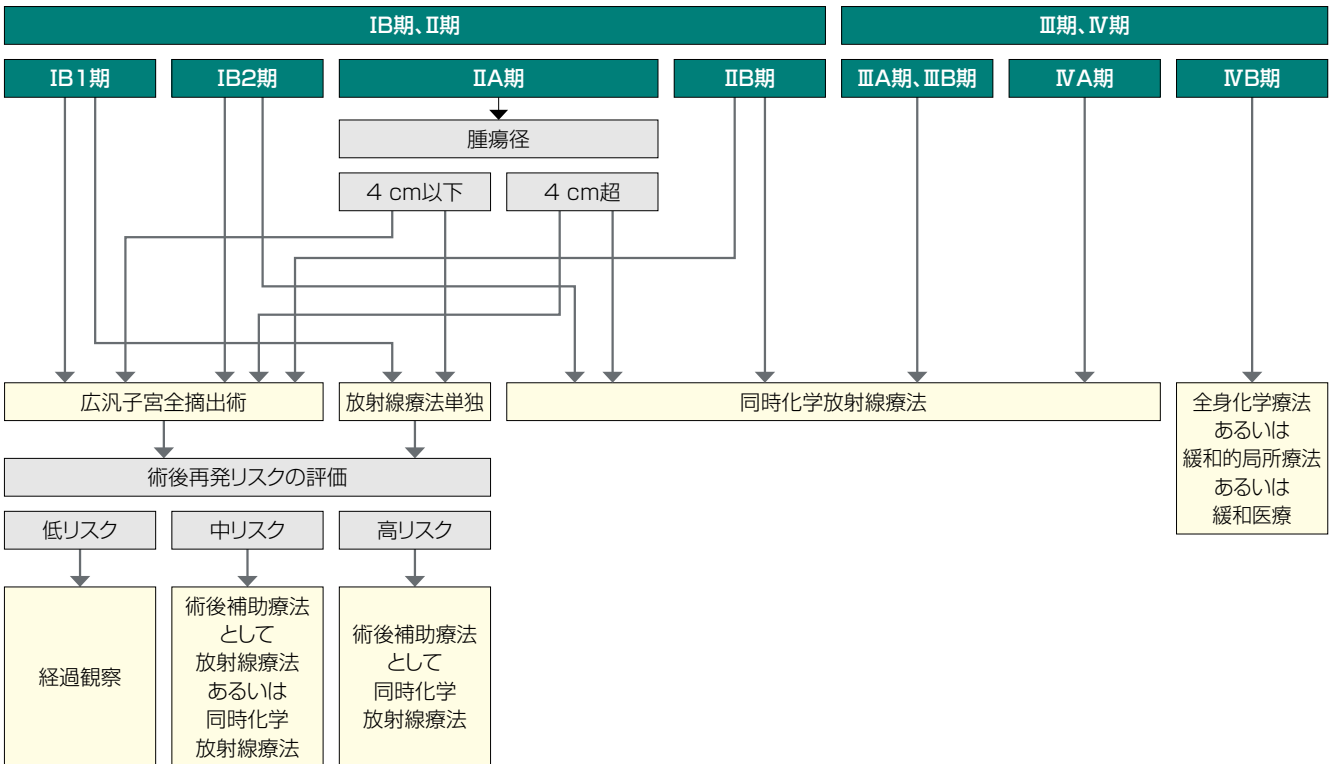 ⅠB期、Ⅱ期
Ⅲ期、Ⅳ期
ⅠB1期
ⅠB2期
ⅡA期
ⅡB期
ⅢA期、ⅢB期
ⅣA期
ⅣB期
腫瘍径
4 cm以下
4 cm超
広汎子宮全摘出術
放射線療法単独
同時化学放射線療法
全身化学療法
あるいは
緩和的局所療法
あるいは
緩和医療
術後再発リスクの評価
低リスク
中リスク
高リスク
経過観察
術後補助療法
として
放射線療法
あるいは
同時化学
放射線療法
術後補助療法
として
同時化学
放射線療法